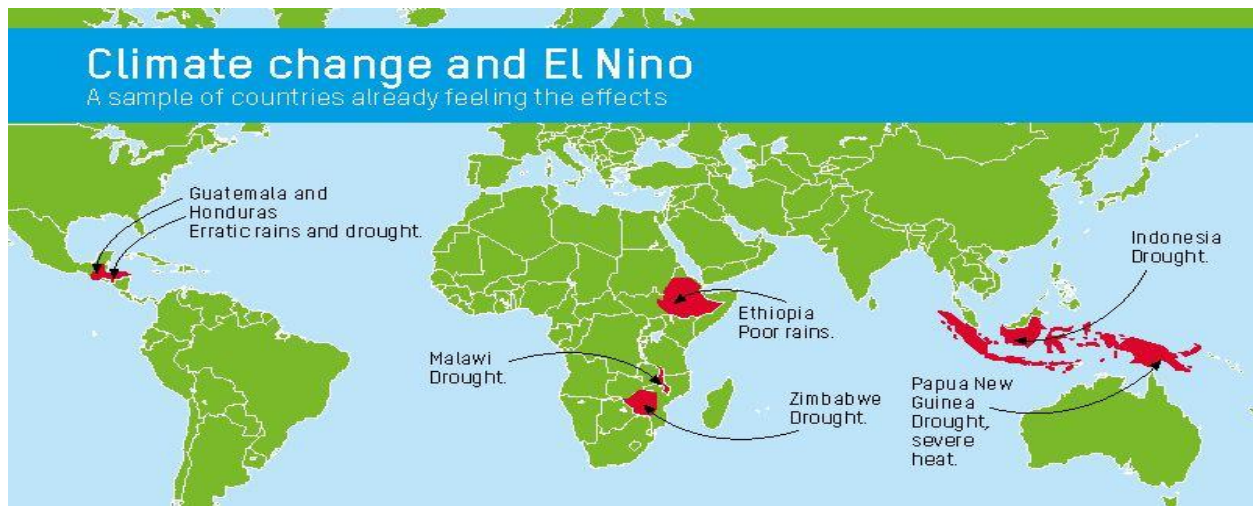 Climate change and El Nino
A sample of countries already feeling the effects
Guatemala and
Honduras
Erratic rains and drought.
Indonesia
Drought.
Ethiopia
Poor rains.
Malawi
Drought.
Zimbabwe
Drought.
Papua New
Guinea
Drought,
severe
heat.